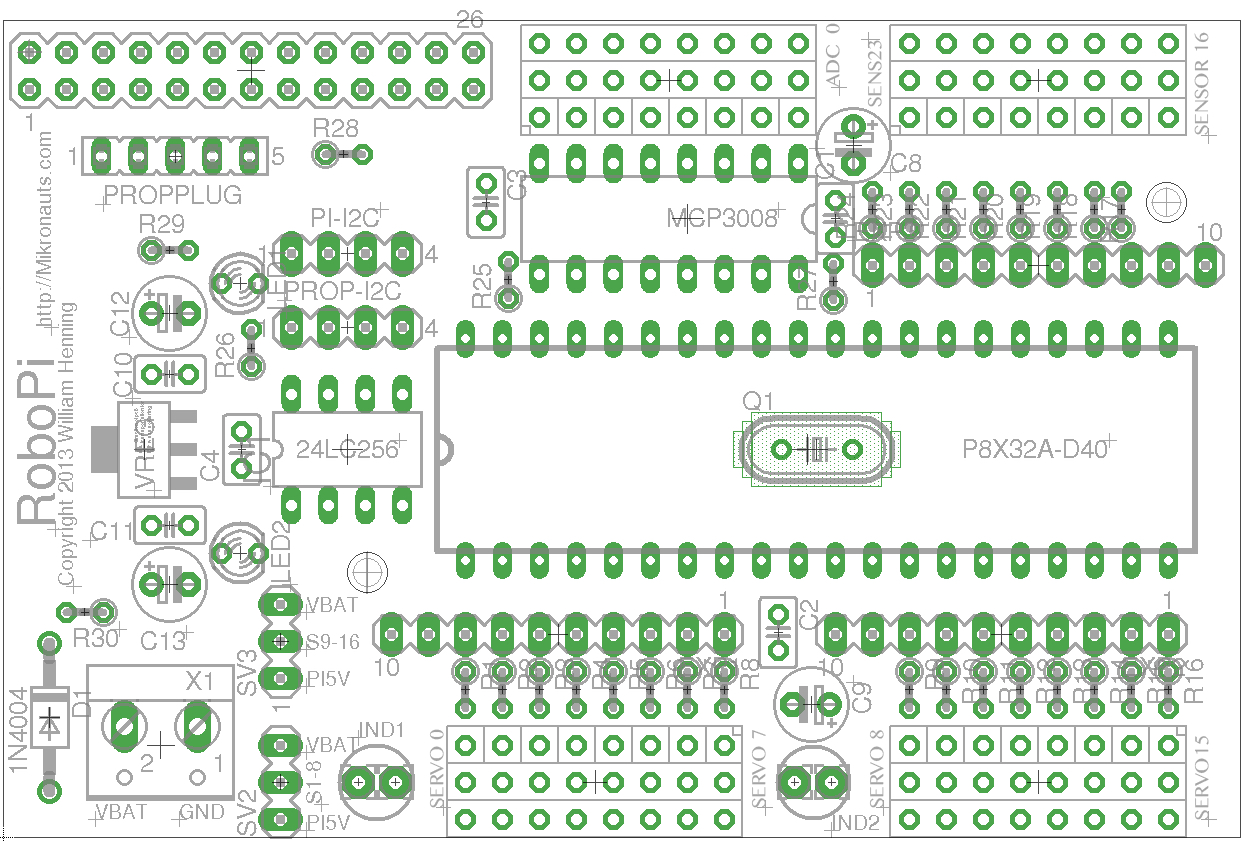 26
1
ADC 0
SENS23
SENSOR 16
R28
1
5
PROPPLUG
C3
C8
MCP3008
http://Mikronauts.com
R29
PI-I2C
1
4
10
1
PROP-I2C
4
R25
R27
C12
R26
C10
RoboPi
Copyright 2013 William Henning
Q1
P8X32A-D40
24LC256
C4
C11
LED2
C13
R30
VBAT
S9-16
PI5V
SV3
1
10
1
C2
10
1
R8
R16
C9
D1
1N4004
X1
2
1
VBAT
GND
VBAT
S1-8
PI5V
SV2
1
IND1
SERVO 0
SERVO 7
IND2
SERVO 8
SERVO 15